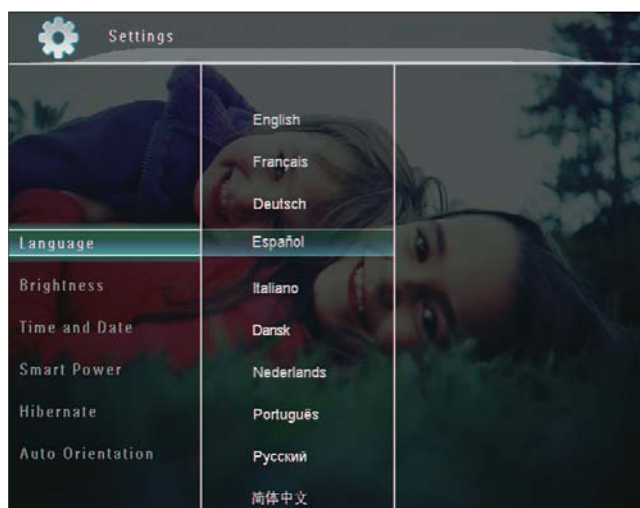 Settings
Language
Brightness
Time and Date
Smart Power
Hibernate
Auto Orientation
English
Français
Deutsch
Español
Italiano
Dansk
Nederlands
Português
Русский
简体中文